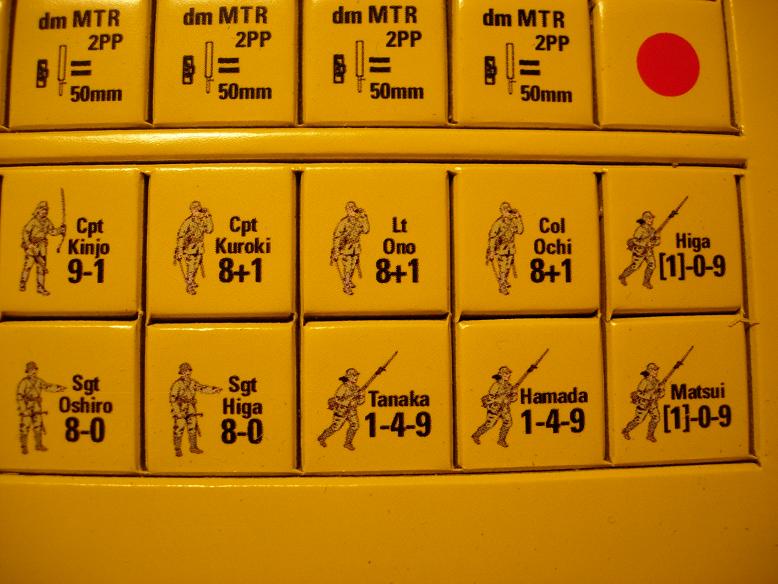 dm MTR
2PP
50mm
dm MTR
2PP
50mm
dm MTR
2PP
50mm
dm MTR
2PP
50mm
Cpt
Kinjo
9-1
Cpt
Kuroki
8+1
Lt
Ono
8+1
Col
Ochi
8+1
Higa
[1]-0-9
Sgt
Oshiro
8-0
Sgt
Higa
8-0
Tanaka
1-4-9
Hamada
1-4-9
Matsui
[1]-0-9